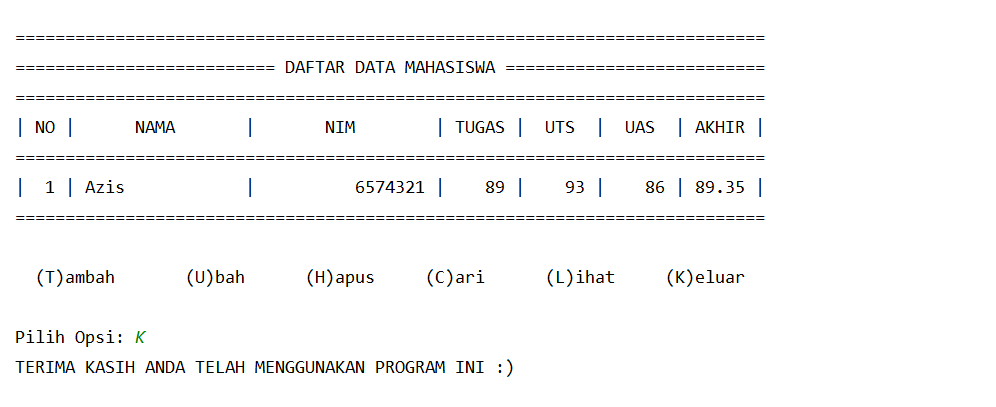 ===========================================================================
========================== DAFTAR DATA MAHASISWA ==========================
===========================================================================
| NO |      NAMA       |       NIM        | TUGAS |  UTS  |  UAS  | AKHIR |
===========================================================================
|  1 | Azis            |          6574321 |    89 |    93 |    86 | 89.35 |
===========================================================================
(T)ambah       (U)bah      (H)apus     (C)ari      (L)ihat     (K)eluar
Pilih Opsi: K
TERIMA KASIH ANDA TELAH MENGGUNAKAN PROGRAM INI :)